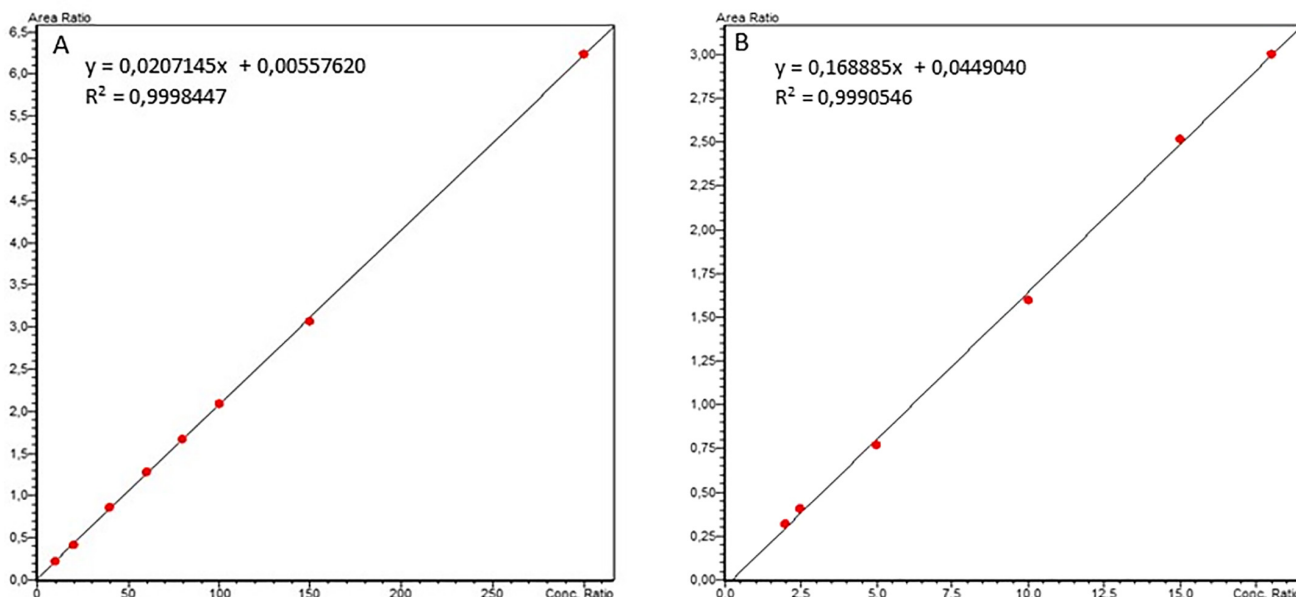 Area Ratio
A
y = 0,0207145x + 0,00557620
R² = 0,9998447
6,5
6,0
5,5
5,0
4,5
4,0
3,5
3,0
2,5
2,0
1,5
1,0
0,5
0,0
0 50 100 150 200 250 Conc. Ratio
Area Ratio
B
y = 0,168885x + 0,0449040
R² = 0,9990546
3,00
2,75
2,50
2,25
2,00
1,75
1,50
1,25
1,00
0,75
0,50
0,25
0,00
0,0 2,5 5,0 7,5 10,0 12,5 15,0 Conc. Ratio